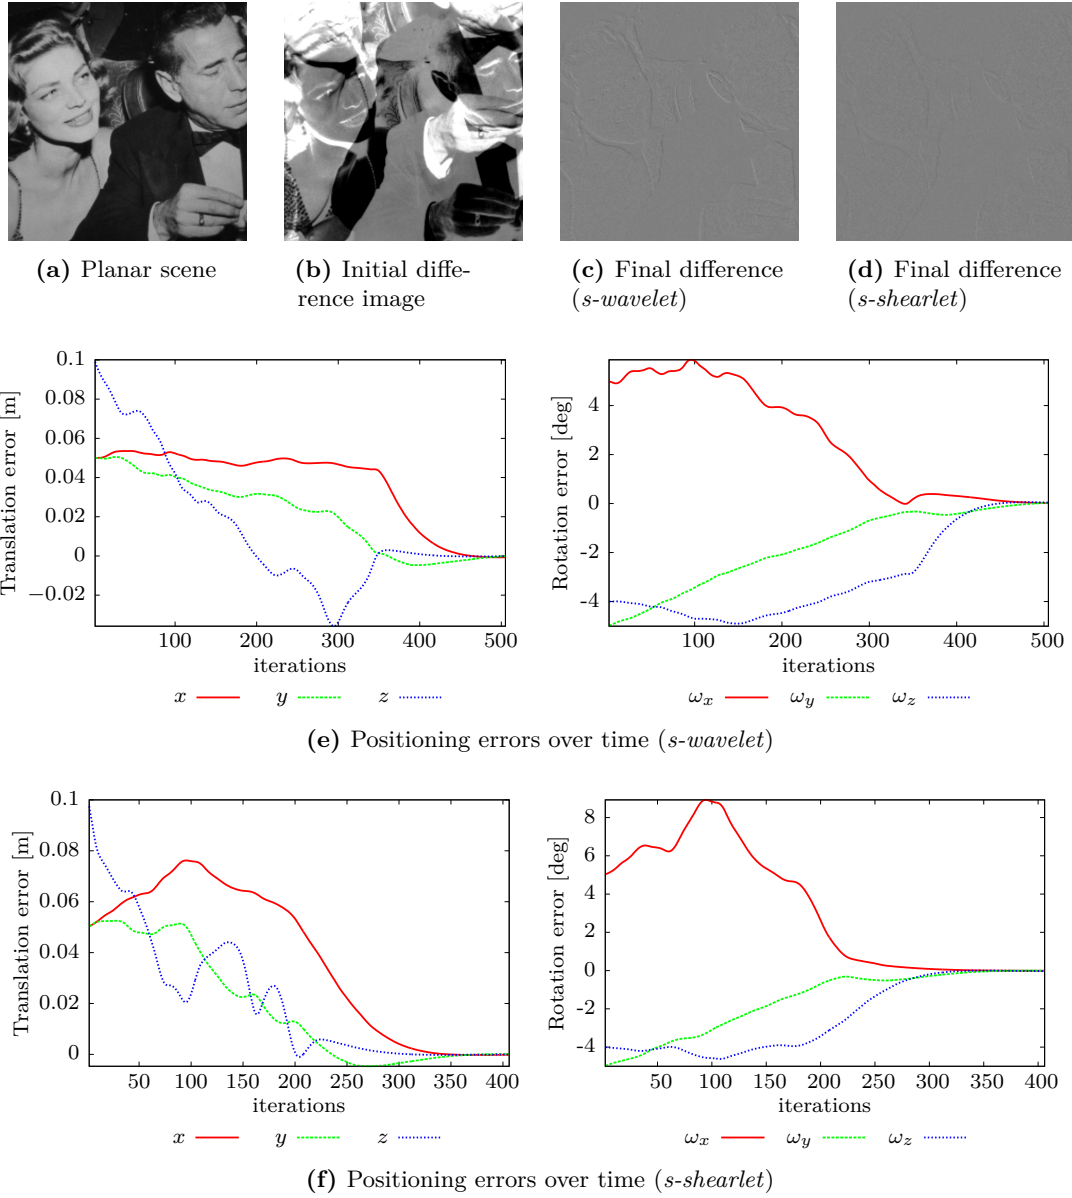 (a) Planar scene
(b) Initial diffe-
rence image
(c) Final difference
(s-wavelet)
(d) Final difference
(s-shearlet)
Translation error [m]
0.1
0.08
0.06
0.04
0.02
0
−0.02
100 200 300 400 500
iterations
x y z
Rotation error [deg]
4
2
0
-2
-4
100 200 300 400 500
iterations
ωx ωy ωz
(e) Positioning errors over time (s-wavelet)
Translation error [m]
0.1
0.08
0.06
0.04
0.02
0
50 100 150 200 250 300 350 400
iterations
x y z
Rotation error [deg]
8
6
4
2
0
-2
-4
50 100 150 200 250 300 350 400
iterations
ωx ωy ωz
(f) Positioning errors over time (s-shearlet)